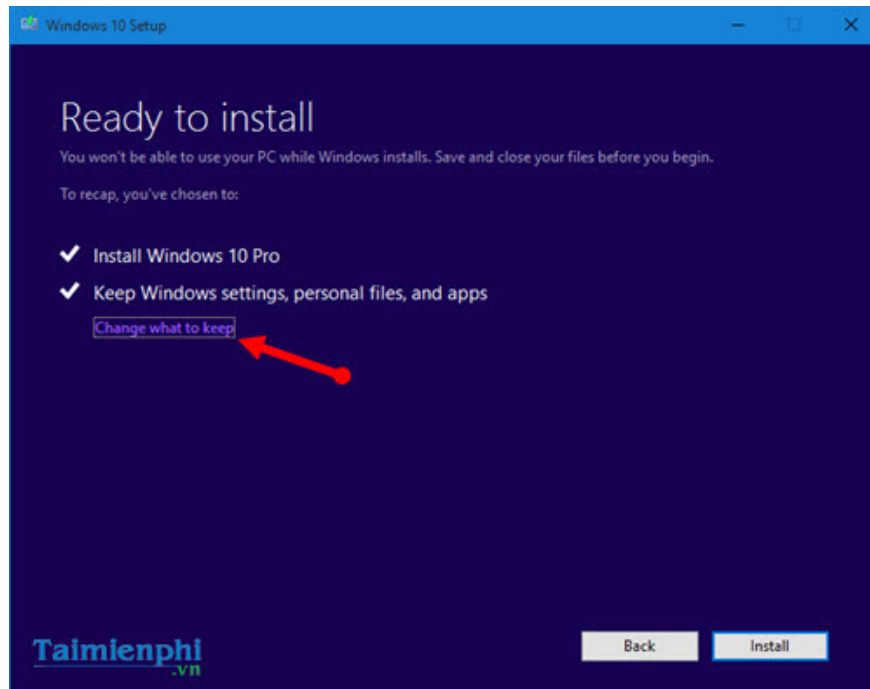 Windows 10 Setup
Ready to install
You won't be able to use your PC while Windows installs. Save and close your files before you begin.
To recap, you've chosen to:
Install Windows 10 Pro
Keep Windows settings, personal files, and apps
Change what to keep
Back
Install
Taimienphi
.vn